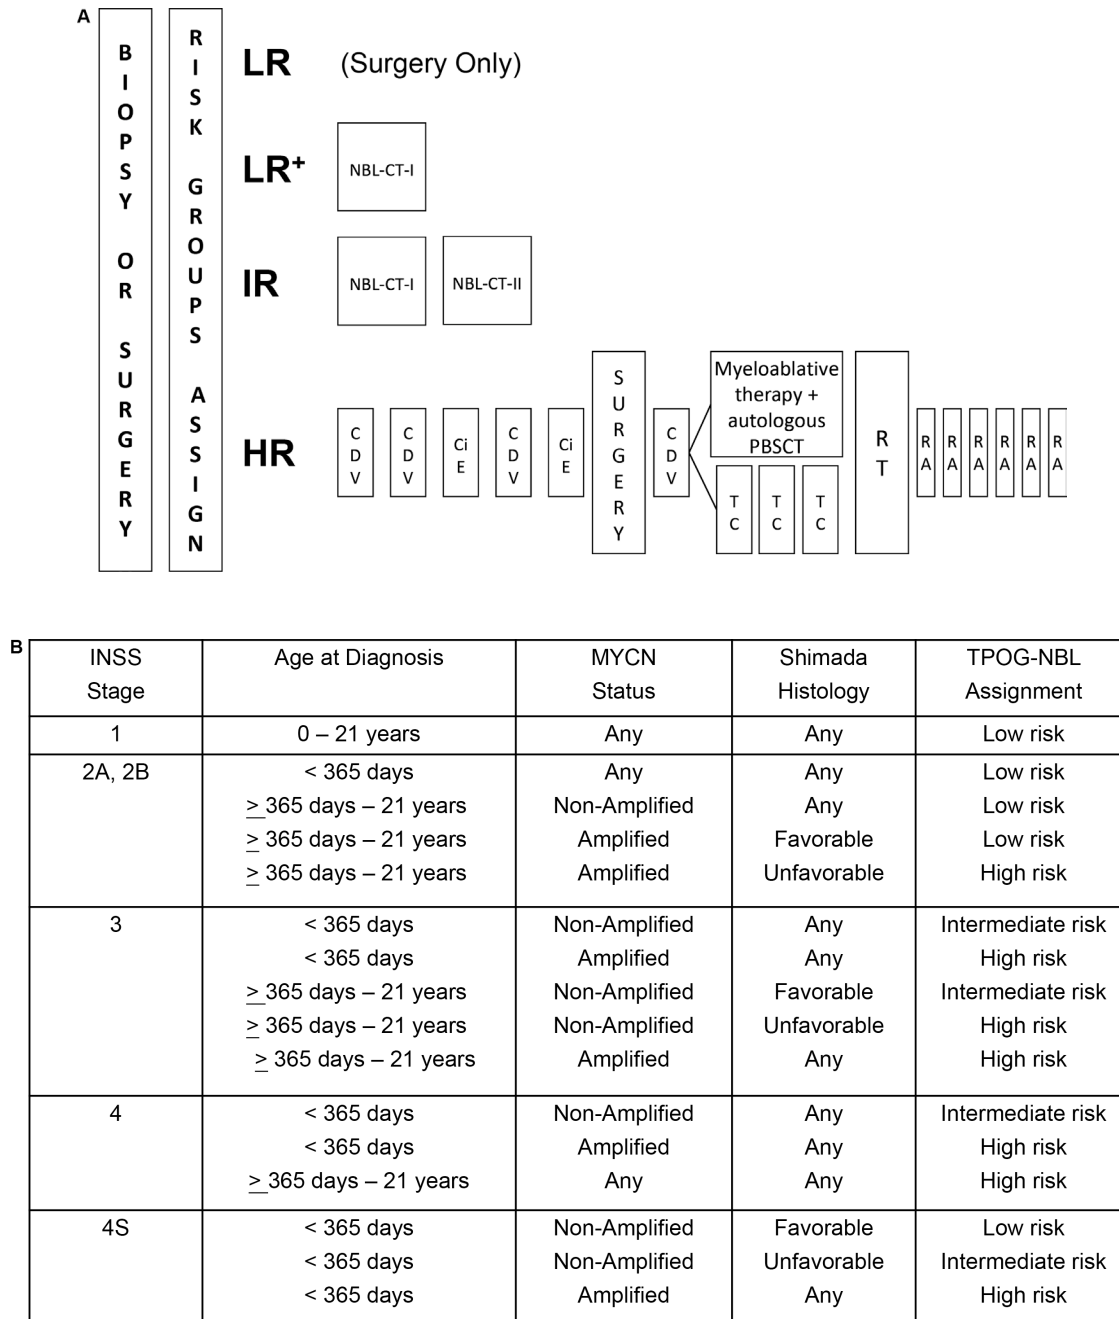 A
BIOPSY OR SURGERY
RISK GROUPS ASSIGN
LR (Surgery Only)
LR+ NBL-CT-I
IR NBL-CT-I NBL-CT-II
HR
CDV
CDV
CiE
CDV
CiE
SURGERY
CDV
Myeloablative
therapy +
autologous
PBSCT
TC
TC
TC
RT
RA
RA
RA
RA
RA
RA
B
INSS Stage Age at Diagnosis MYCN Status Shimada Histology TPOG-NBL Assignment
1 0 – 21 years Any Any Low risk
2A, 2B < 365 days Any Any Low risk
≥ 365 days – 21 years Non-Amplified Any Low risk
≥ 365 days – 21 years Amplified Favorable Low risk
≥ 365 days – 21 years Amplified Unfavorable High risk
3 < 365 days Non-Amplified Any Intermediate risk
< 365 days Amplified Any High risk
≥ 365 days – 21 years Non-Amplified Favorable Intermediate risk
≥ 365 days – 21 years Non-Amplified Unfavorable High risk
≥ 365 days – 21 years Amplified Any High risk
4 < 365 days Non-Amplified Any Intermediate risk
< 365 days Amplified Any High risk
≥ 365 days – 21 years Any Any High risk
4S < 365 days Non-Amplified Favorable Low risk
< 365 days Non-Amplified Unfavorable Intermediate risk
< 365 days Amplified Any High risk